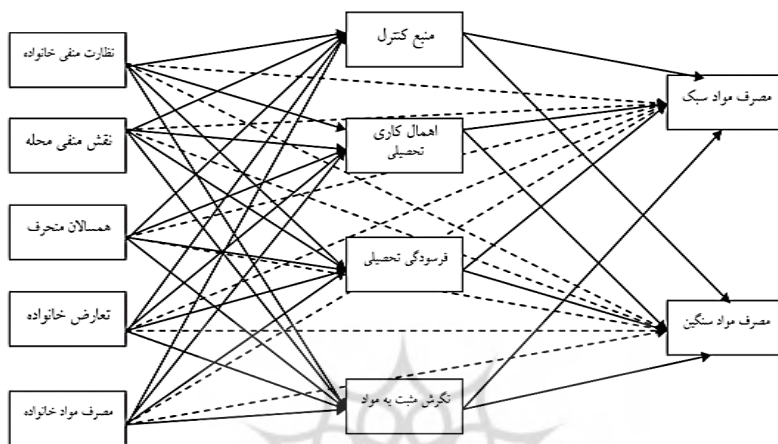 نظارت منفی خانواده
نقش منفی محله
همسالان منحرف
تعارض خانواده
مصرف مواد خانواده
منبع کنترل
اهمال کاری
تحصیلی
فرسودگی تحصیلی
نگرش مثبت به مواد
مصرف مواد سبک
مصرف مواد سنگین